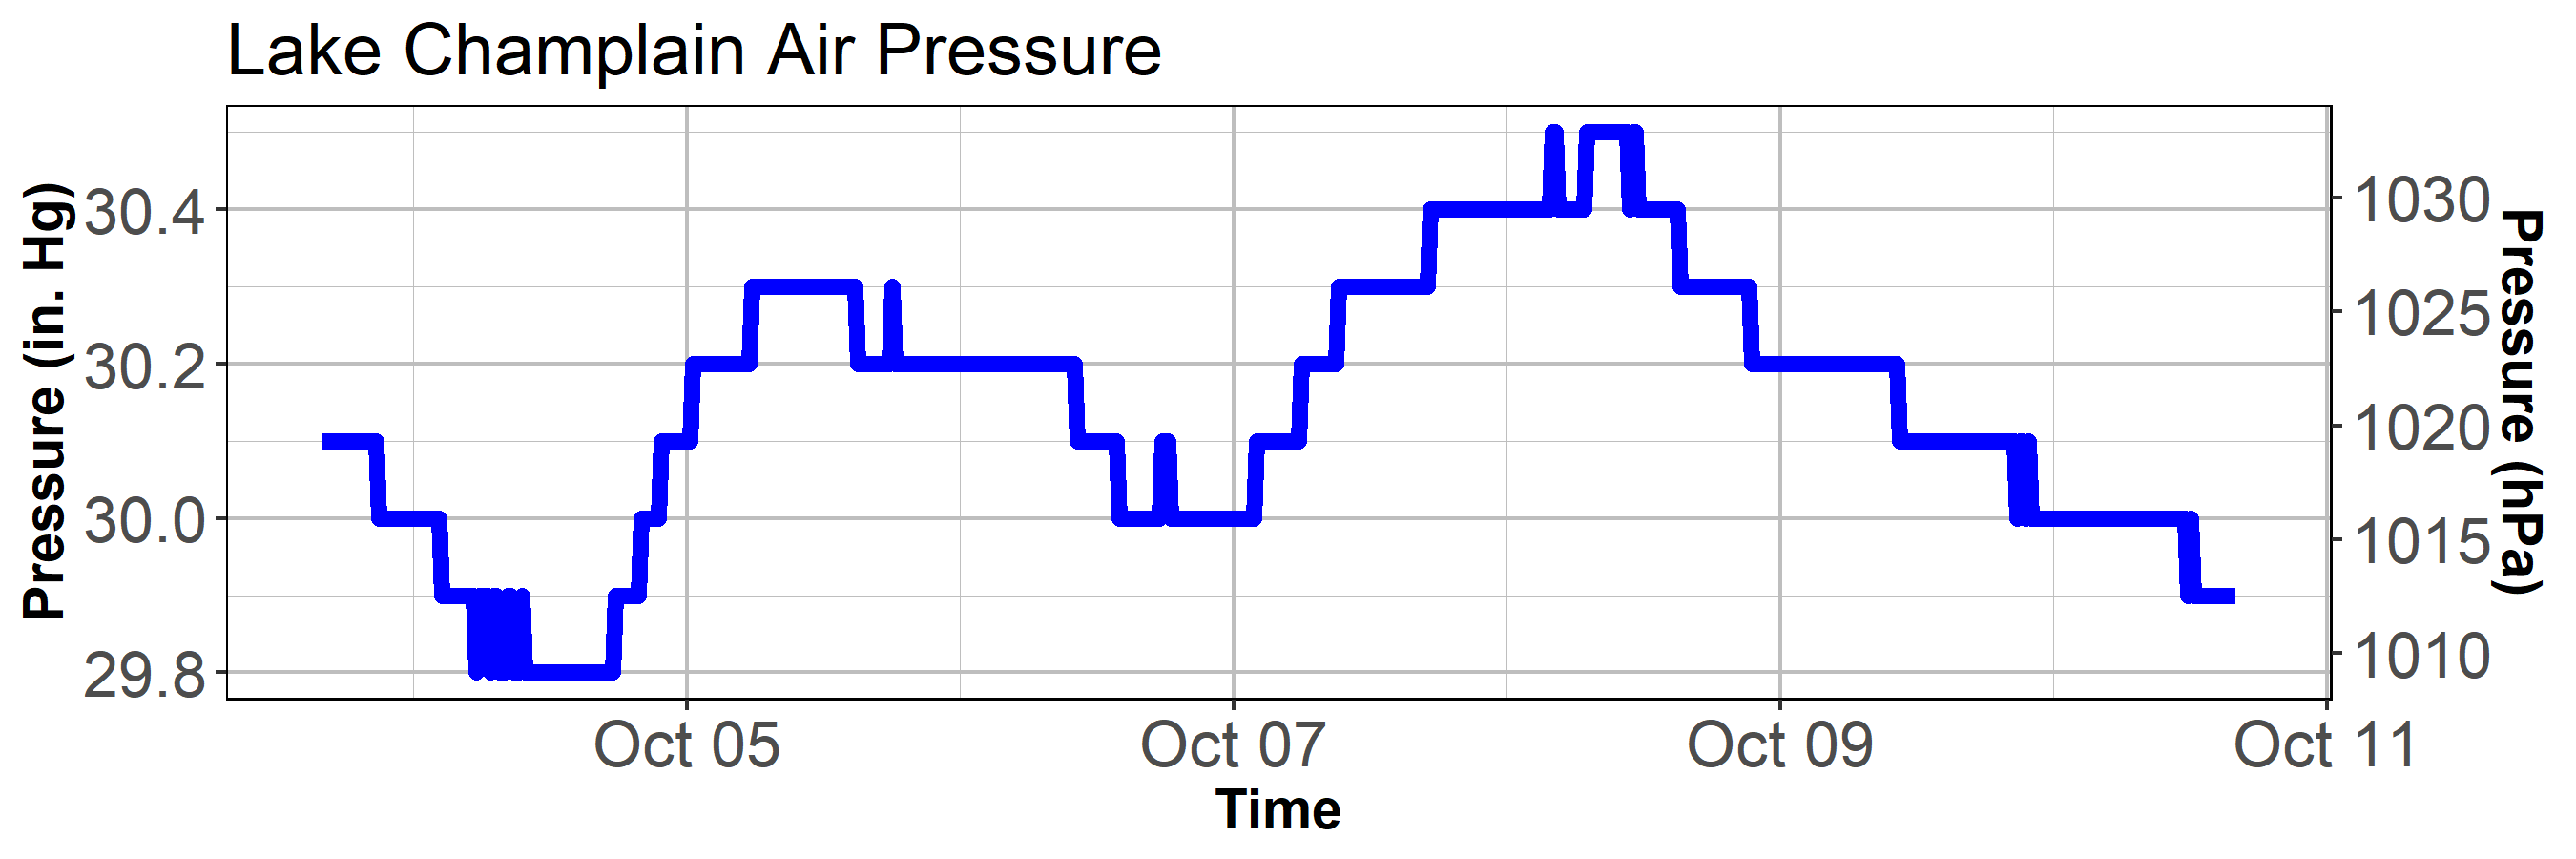 Lake Champlain Air Pressure
Pressure (in. Hg)
30.4
30.2
30.0
29.8
1030
1025
1020
1015
1010
Pressure (hPa)
Oct 05
Oct 07
Oct 09
Oct 11
Time